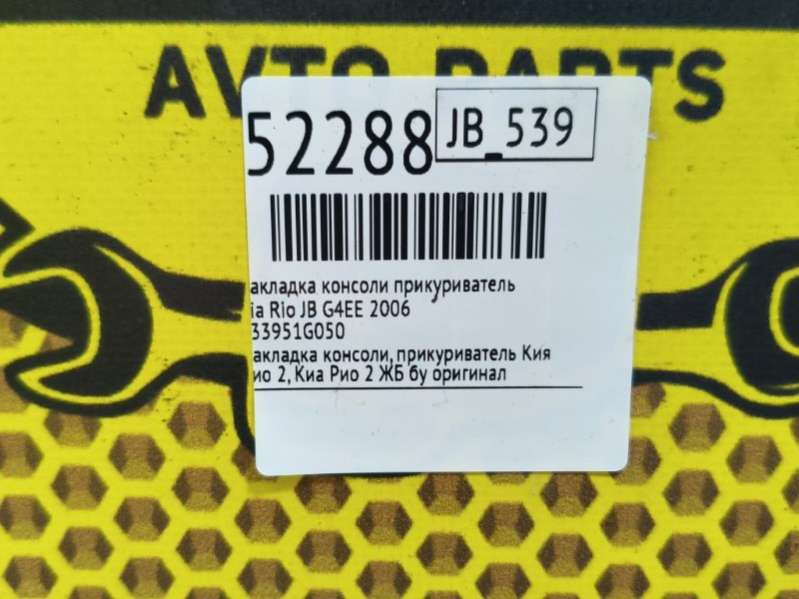 AVTO PARTS
52288
JB_539
акладка консоли прикуриватель
ia Rio JB G4EE 2006
33951G050
акладка консоли, прикуриватель Кия
ио 2, Киа Рио 2 ЖБ бу оригинал